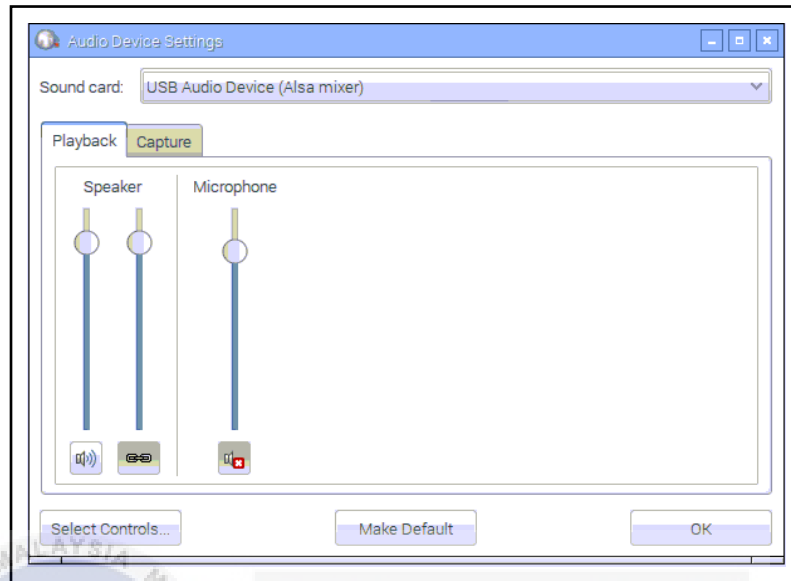 Audio Device Settings
Sound card: USB Audio Device (Alsa mixer)
Playback Capture
Speaker Microphone
Select Controls... Make Default OK
MALAYSIA